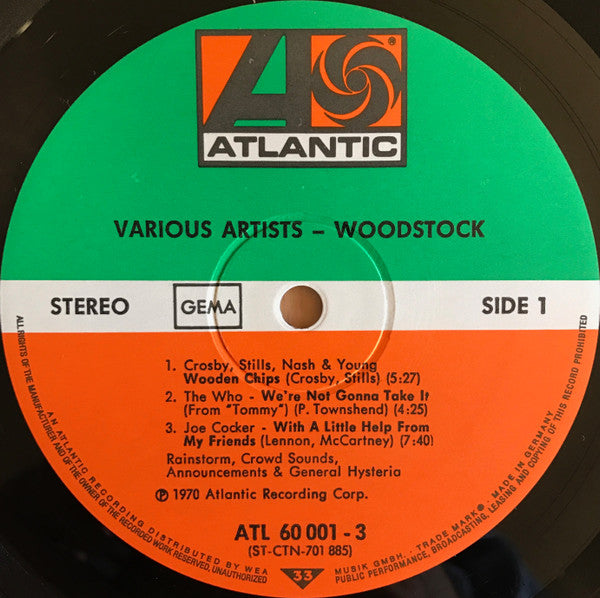 ®
ATLANTIC
VARIOUS ARTISTS – WOODSTOCK
STEREO
GEMA
SIDE 1
1. Crosby, Stills, Nash & Young
Wooden Chips (Crosby, Stills) (5:27)
2. The Who - We're Not Gonna Take It
(From "Tommy") (P. Townshend) (4:25)
3. Joe Cocker - With A Little Help From
My Friends (Lennon, McCartney) (7:40)
Rainstorm, Crowd Sounds,
Announcements & General Hysteria
℗ 1970 Atlantic Recording Corp.
ATL 60 001 - 3
(ST-CTN-701 885)
33
ALL RIGHTS OF THE MANUFACTURER AND OF THE OWNER OF THE RECORDED WORK RESERVED, UNAUTHORIZED
PUBLIC PERFORMANCE, BROADCASTING, LEASING AND COPYING OF THIS RECORD PROHIBITED
AN ATLANTIC RECORDING DISTRIBUTED BY WEA
MUSIK GMBH. · TRADE MARK® · MADE IN GERMANY